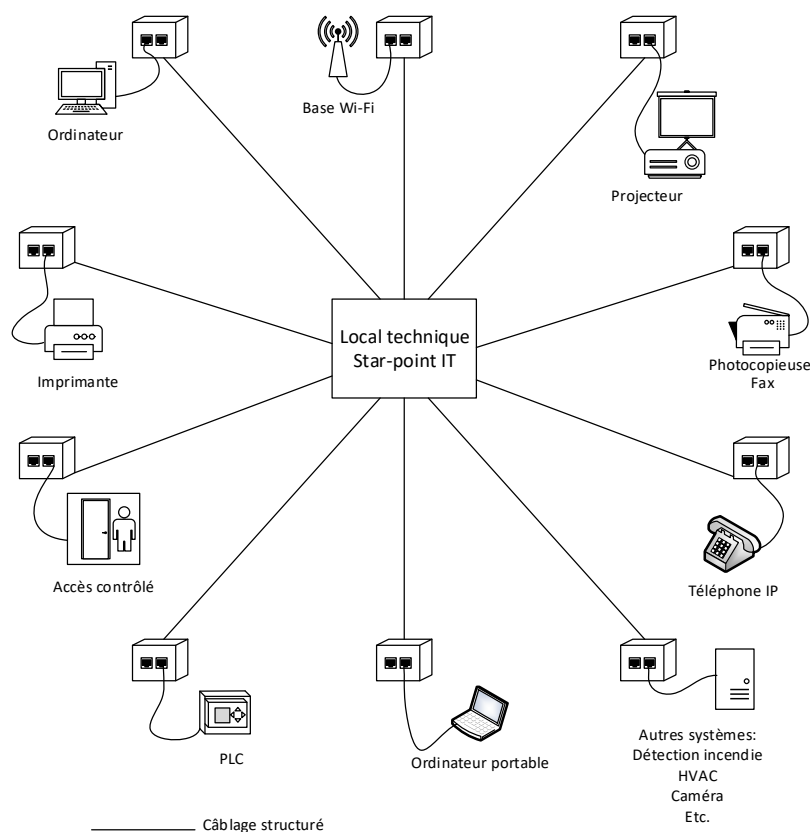 Ordinateur
Base Wi-Fi
Projecteur
Imprimante
Local technique
Star-point IT
Photocopieuse
Fax
Accès contrôlé
Téléphone IP
PLC
Ordinateur portable
Autres systèmes:
Détection incendie
HVAC
Caméra
Etc.
Câblage structuré